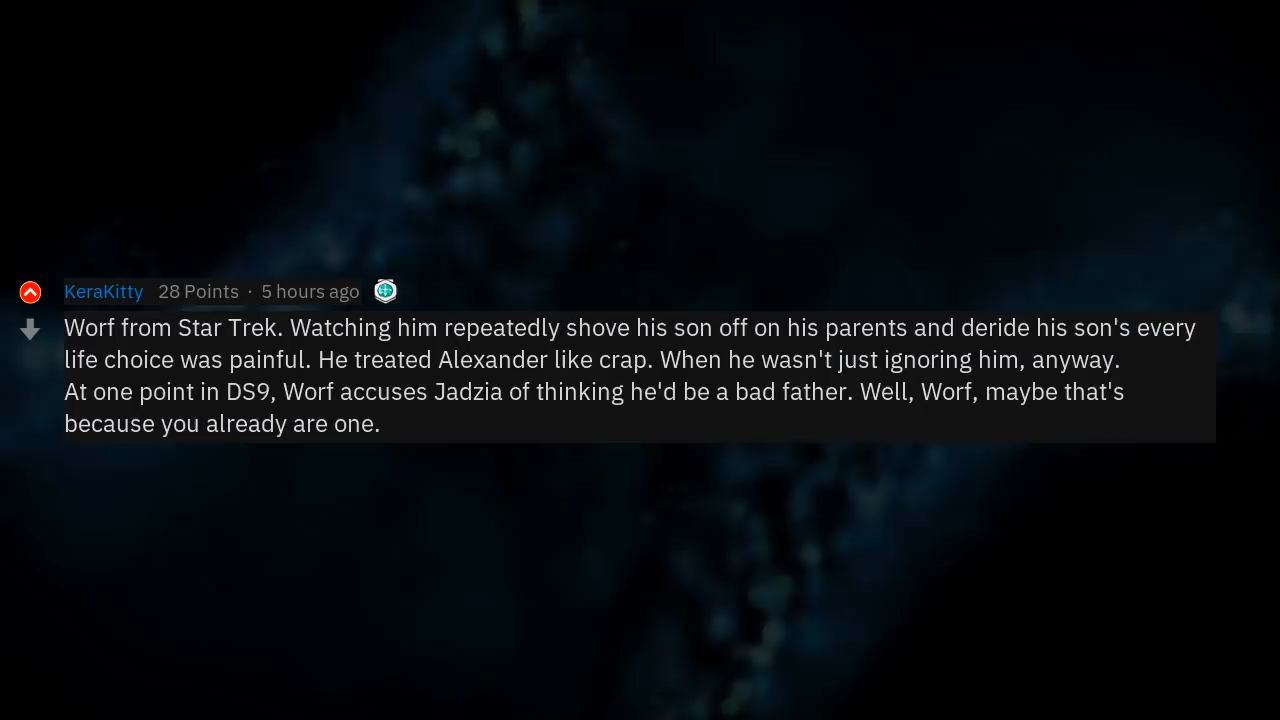 KeraKitty 28 Points · 5 hours ago
Worf from Star Trek. Watching him repeatedly shove his son off on his parents and deride his son's every
life choice was painful. He treated Alexander like crap. When he wasn't just ignoring him, anyway.
At one point in DS9, Worf accuses Jadzia of thinking he'd be a bad father. Well, Worf, maybe that's
because you already are one.